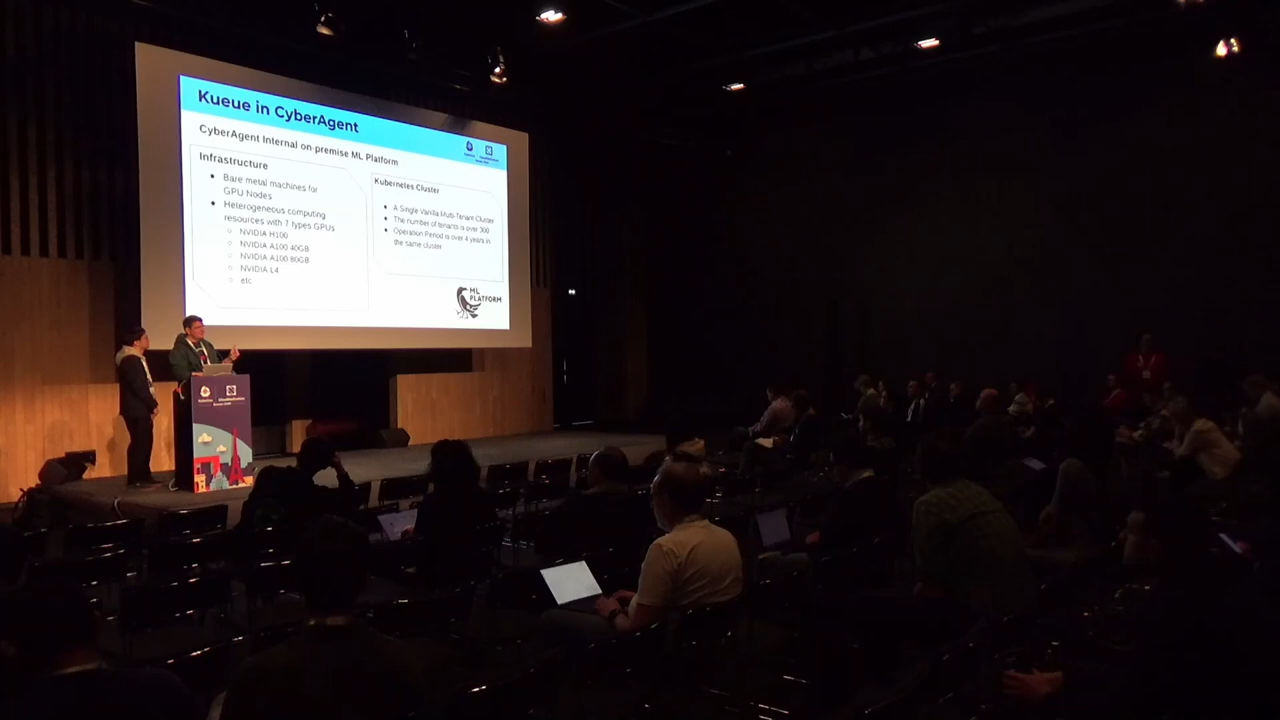 Kueue in CyberAgent
CyberAgent Internal on-premise ML Platform
Infrastructure
● Bare metal machines for
GPU Nodes
● Heterogeneous computing
resources with 7 types GPUs
○ NVIDIA H100
○ NVIDIA A100 40GB
○ NVIDIA A100 80GB
○ NVIDIA L4
○ etc
Kubernetes Cluster
● A Single Vanilla Multi-Tenant Cluster
● The number of tenants is over 300
● Operation Period is over 4 years in
the same cluster
ML
PLATFORM
KubeCon
CloudNativeCon